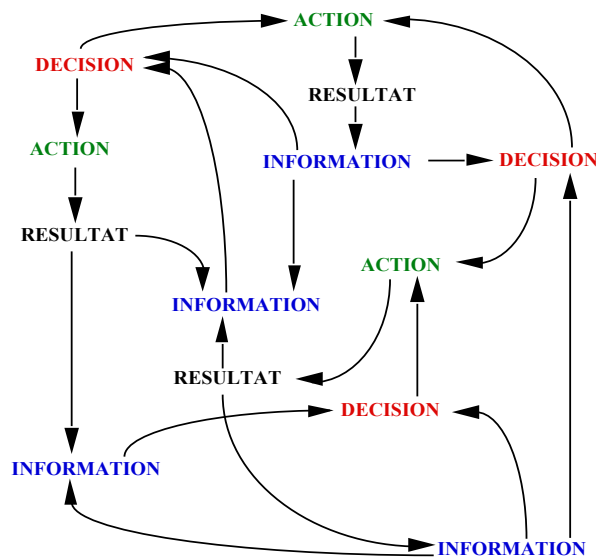 ACTION
DECISION
RESULTAT
ACTION
INFORMATION
DECISION
RESULTAT
ACTION
INFORMATION
RESULTAT
DECISION
INFORMATION
INFORMATION